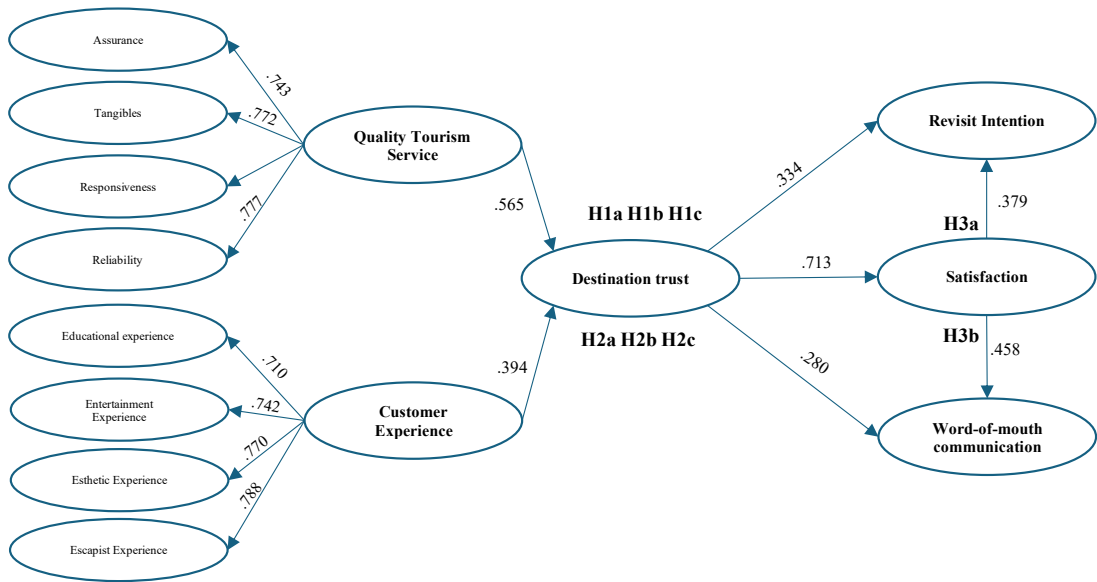 Assurance
Tangibles
Responsiveness
Reliability
.743
.772
.777
Quality Tourism
Service
.565
Educational experience
Entertainment
Experience
Esthetic Experience
Escapist Experience
.710
.742
.770
.788
Customer
Experience
.394
H1a H1b H1c
Destination trust
H2a H2b H2c
.334
.713
.280
Revisit Intention
.379
H3a
Satisfaction
H3b
.458
Word-of-mouth
communication